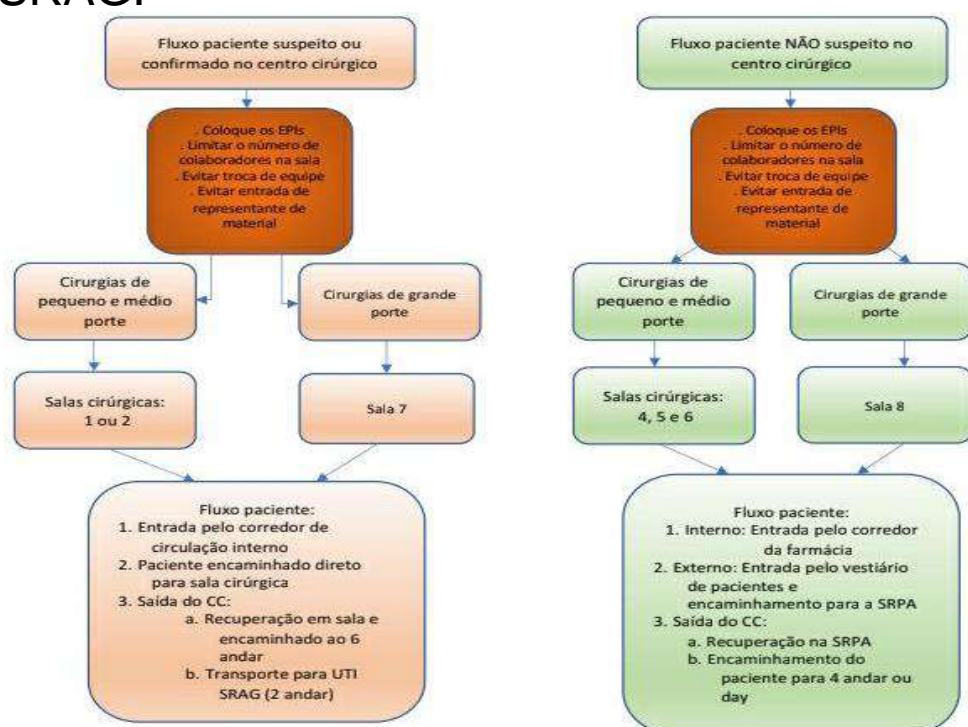 Fluxo paciente suspeito ou
confirmado no centro cirúrgico
. Coloque os EPIs
. Limitar o número de
colaboradores na sala
. Evitar troca de equipe
. Evitar entrada de
representante de
material
Cirurgias de
pequeno e médio
porte
Cirurgias de grande
porte
Salas cirúrgicas:
1 ou 2
Sala 7
Fluxo paciente:
1. Entrada pelo corredor de
circulação interno
2. Paciente encaminhado direto
para sala cirúrgica
3. Saída do CC:
a. Recuperação em sala e
encaminhado ao 6
andar
b. Transporte para UTI
SRAG (2 andar)
Fluxo paciente NÃO suspeito no
centro cirúrgico
. Coloque os EPIs
. Limitar o número de
colaboradores na sala
. Evitar troca de equipe
. Evitar entrada de
representante de
material
Cirurgias de
pequeno e médio
porte
Cirurgias de grande
porte
Salas cirúrgicas:
4, 5 e 6
Sala 8
Fluxo paciente:
1. Interno: Entrada pelo corredor
da farmácia
2. Externo: Entrada pelo vestiário
de pacientes e
encaminhamento para a SRPA
3. Saída do CC:
a. Recuperação na SRPA
b. Encaminhamento do
paciente para 4 andar ou
day